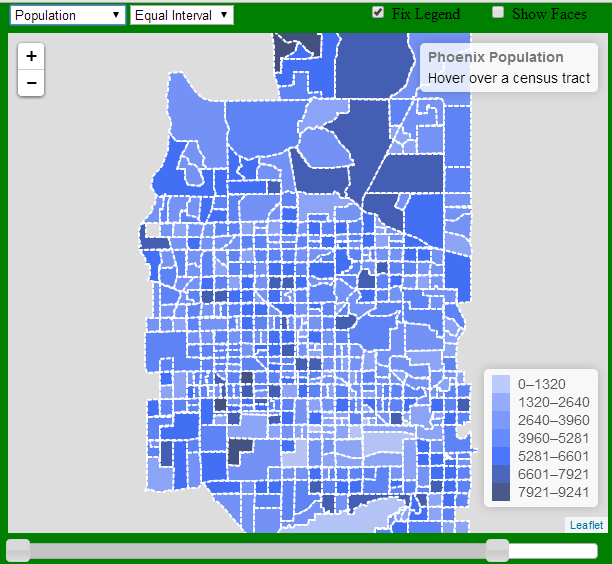 Population Equal Interval Fix Legend Show Faces
+
−
Phoenix Population
Hover over a census tract
0–1320
1320–2640
2640–3960
3960–5281
5281–6601
6601–7921
7921–9241
Leaflet